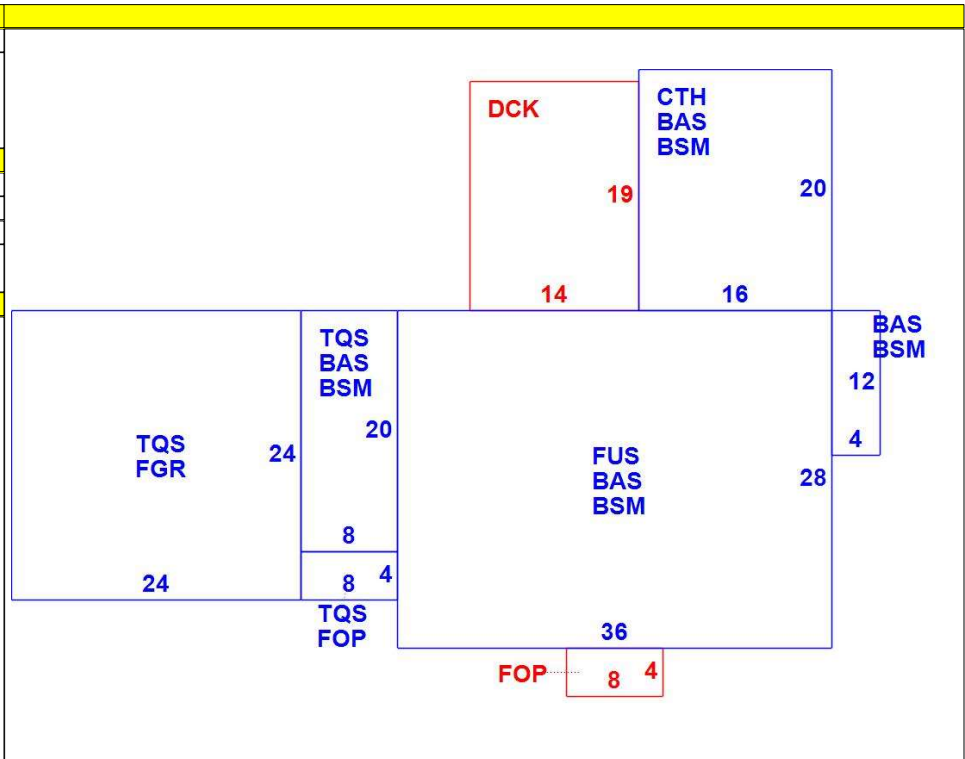 DCK
19
14
CTH
BAS
BSM
20
16
TQS
FGR
24
24
TQS
BAS
BSM
20
8
8
4
TQS
FOP
FUS
BAS
BSM
28
36
BAS
BSM
12
4
FOP
8
4